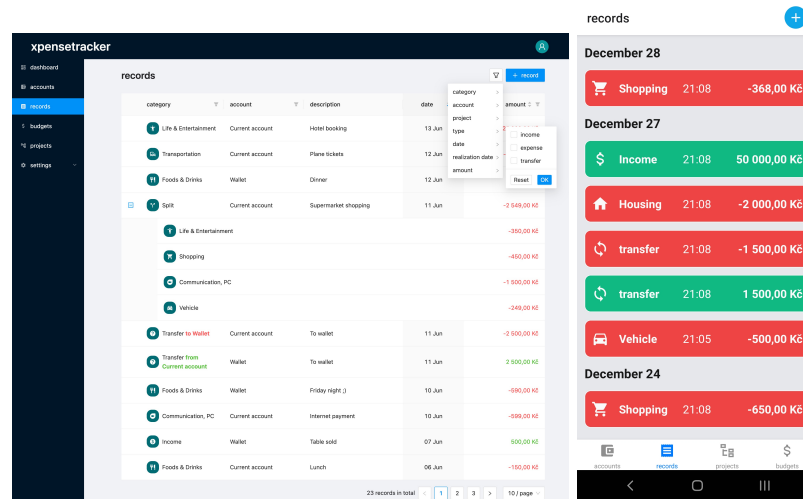 xpensetracker
dashboard
accounts
records
budgets
projects
settings
records
+ record
category account description date amount
category
account
project
type
date
realization date
amount
income
expense
transfer
Reset OK
Life & Entertainment Current account Hotel booking 13 Jun
Transportation Current account Plane tickets 12 Jun
Foods & Drinks Wallet Dinner 12 Jun
Split Current account Supermarket shopping 11 Jun -2 549,00 Kč
Life & Entertainment -350,00 Kč
Shopping -450,00 Kč
Communication, PC -1 500,00 Kč
Vehicle -249,00 Kč
Transfer to Wallet Current account To wallet 11 Jun -2 500,00 Kč
Transfer from
Current account Wallet To wallet 11 Jun 2 500,00 Kč
Foods & Drinks Wallet Friday night ;) 10 Jun -590,00 Kč
Communication, PC Current account Internet payment 10 Jun -599,00 Kč
Income Wallet Table sold 07 Jun 500,00 Kč
Foods & Drinks Current account Lunch 06 Jun -150,00 Kč
23 records in total < 1 2 3 > 10 / page
records
+
December 28
Shopping 21:08 -368,00 Kč
December 27
Income 21:08 50 000,00 Kč
Housing 21:08 -2 000,00 Kč
transfer 21:08 -1 500,00 Kč
transfer 21:08 1 500,00 Kč
Vehicle 21:05 -500,00 Kč
December 24
Shopping 21:08 -650,00 Kč
accounts records projects budgets